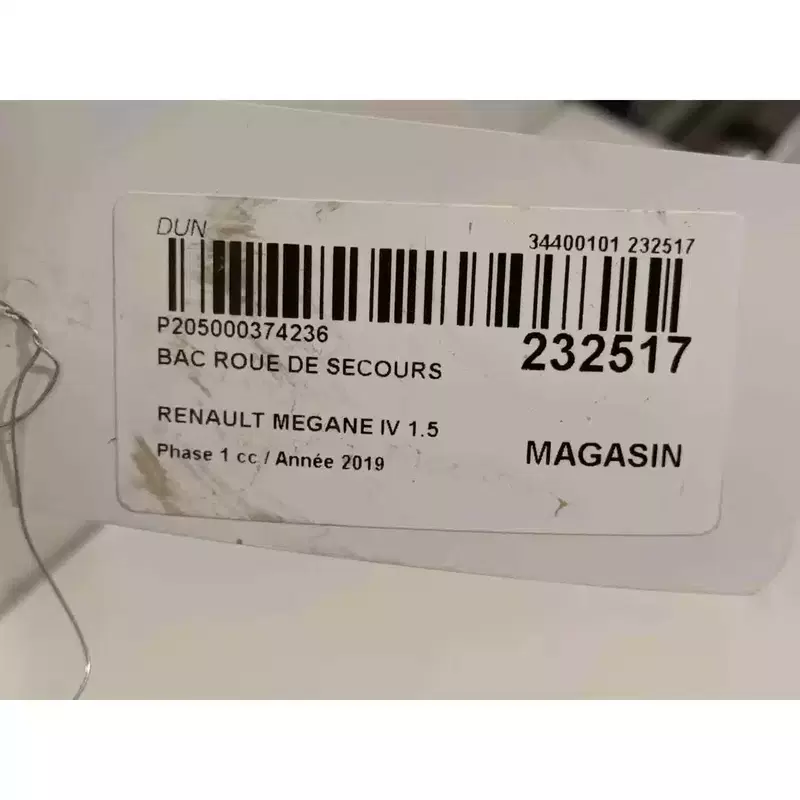 DUN
34400101 232517
P205000374236
232517
BAC ROUE DE SECOURS
RENAULT MEGANE IV 1.5
Phase 1 cc / Année 2019
MAGASIN